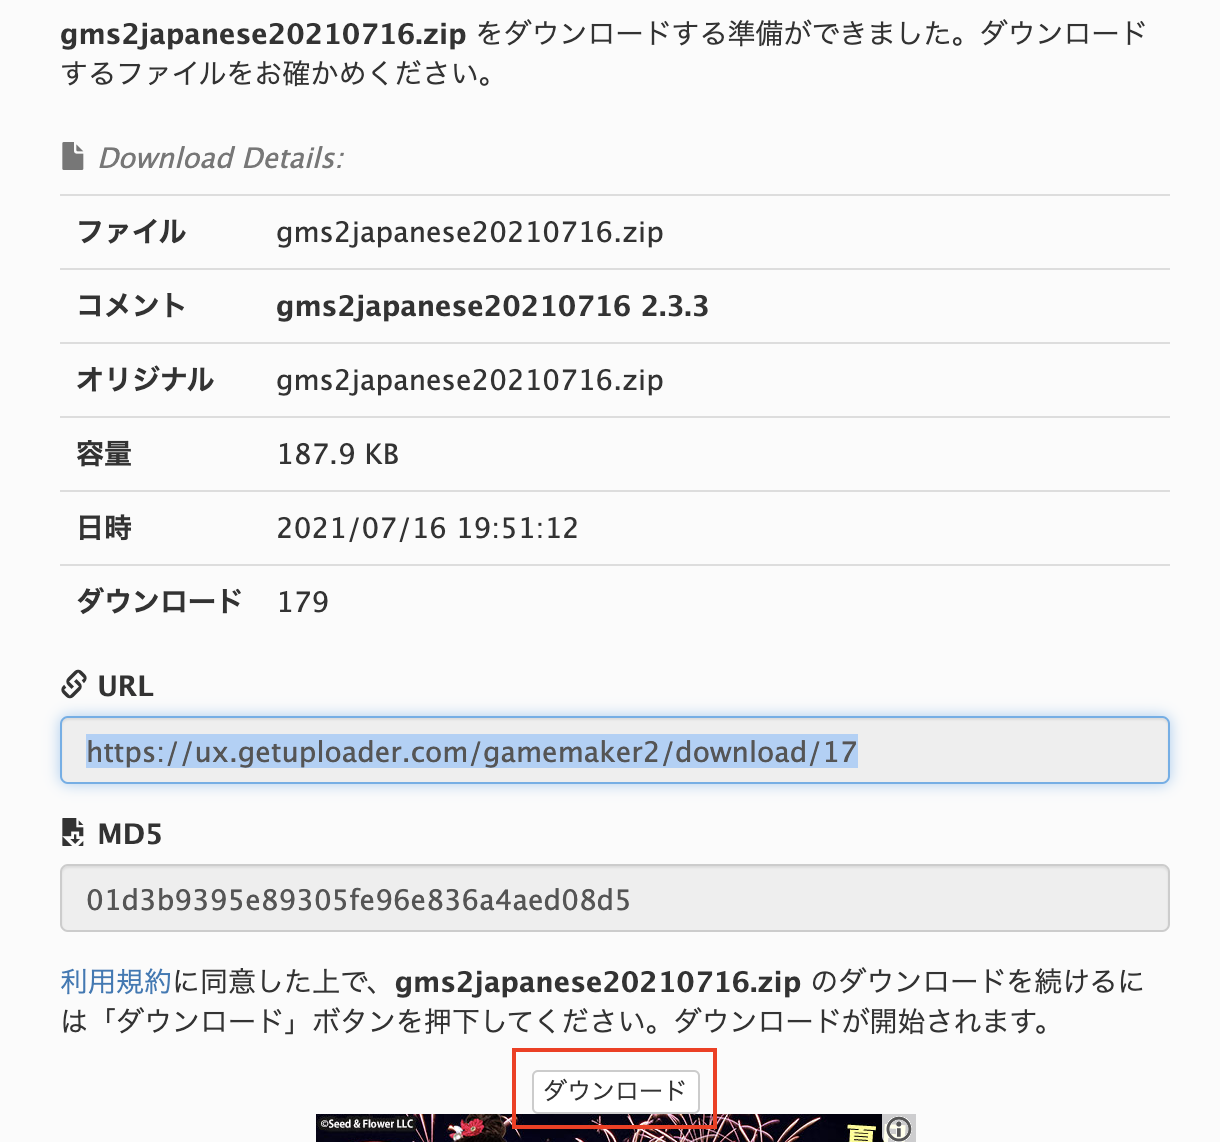 gms2japanese20210716.zip をダウンロードする準備ができました。ダウンロード
するファイルをお確かめください。
Download Details:
ファイル gms2japanese20210716.zip
コメント gms2japanese20210716 2.3.3
オリジナル gms2japanese20210716.zip
容量 187.9 KB
日時 2021/07/16 19:51:12
ダウンロード 179
URL
https://ux.getuploader.com/gamemaker2/download/17
MD5
01d3b9395e89305fe96e836a4aed08d5
利用規約に同意した上で、gms2japanese20210716.zip のダウンロードを続けるに
は「ダウンロード」ボタンを押下してください。ダウンロードが開始されます。
ダウンロード
©Seed & Flower LLC
夏